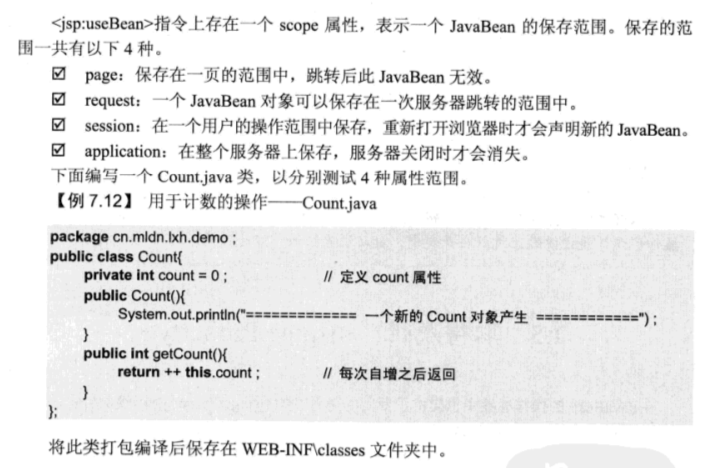 <jsp:useBean>指令上存在一个 scope 属性，表示一个 JavaBean 的保存范围。保存的范
围一共有以下 4 种。
☑ page：保存在一页的范围中，跳转后此 JavaBean 无效。
☑ request：一个 JavaBean 对象可以保存在一次服务器跳转的范围中。
☑ session：在一个用户的操作范围中保存，重新打开浏览器时才会声明新的 JavaBean。
☑ application：在整个服务器上保存，服务器关闭时才会消失。
下面编写一个 Count.java 类，以分别测试 4 种属性范围。
【例 7.12】 用于计数的操作——Count.java
package cn.mldn.lxh.demo ;
public class Count{
private int count = 0 ; // 定义 count 属性
public Count(){
System.out.println("============= 一个新的 Count 对象产生 ============") ;
}
public int getCount(){
return ++ this.count ; // 每次自增之后返回
}
};
将此类打包编译后保存在 WEB-INF\classes 文件夹中。